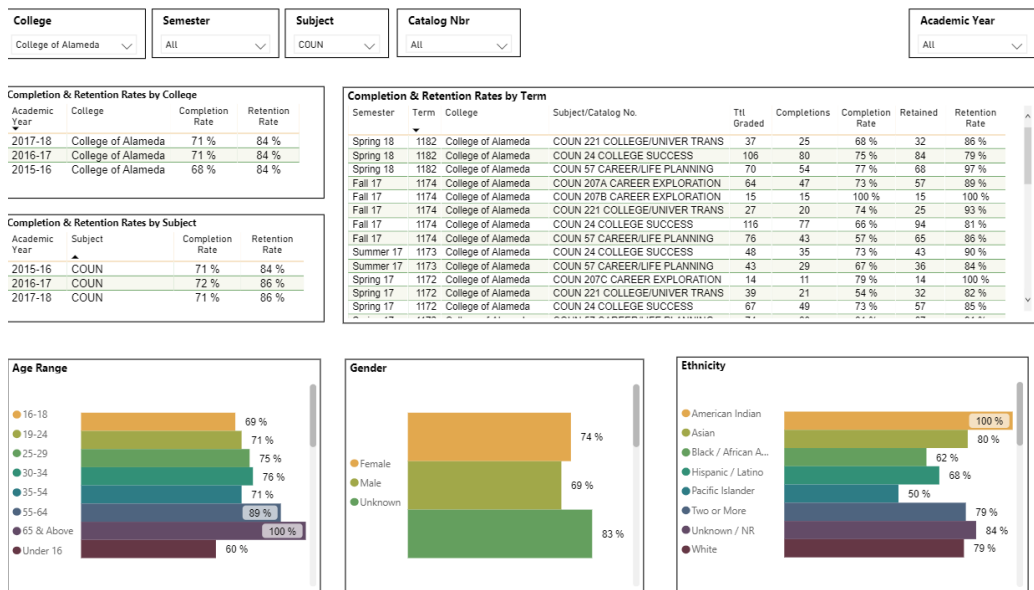 College
College of Alameda
Semester
All
Subject
COUN
Catalog Nbr
All
Academic Year
All
Completion & Retention Rates by College
Academic Year College Completion Rate Retention Rate
2017-18 College of Alameda 71 % 84 %
2016-17 College of Alameda 71 % 84 %
2015-16 College of Alameda 68 % 84 %
Completion & Retention Rates by Subject
Academic Year Subject Completion Rate Retention Rate
2015-16 COUN 71 % 84 %
2016-17 COUN 72 % 86 %
2017-18 COUN 71 % 86 %
Completion & Retention Rates by Term
Semester Term College Subject/Catalog No. Ttl Graded Completions Completion Rate Retained Retention Rate
Spring 18 1182 College of Alameda COUN 221 COLLEGE/UNIVER TRANS 37 25 68 % 32 86 %
Spring 18 1182 College of Alameda COUN 24 COLLEGE SUCCESS 106 80 75 % 84 79 %
Spring 18 1182 College of Alameda COUN 57 CAREER/LIFE PLANNING 70 54 77 % 68 97 %
Fall 17 1174 College of Alameda COUN 207A CAREER EXPLORATION 64 47 73 % 57 89 %
Fall 17 1174 College of Alameda COUN 207B CAREER EXPLORATION 15 15 100 % 15 100 %
Fall 17 1174 College of Alameda COUN 221 COLLEGE/UNIVER TRANS 27 20 74 % 25 93 %
Fall 17 1174 College of Alameda COUN 24 COLLEGE SUCCESS 116 77 66 % 94 81 %
Fall 17 1174 College of Alameda COUN 57 CAREER/LIFE PLANNING 76 43 57 % 65 86 %
Summer 17 1173 College of Alameda COUN 24 COLLEGE SUCCESS 48 35 73 % 43 90 %
Summer 17 1173 College of Alameda COUN 57 CAREER/LIFE PLANNING 43 29 67 % 36 84 %
Spring 17 1172 College of Alameda COUN 207C CAREER EXPLORATION 14 11 79 % 14 100 %
Spring 17 1172 College of Alameda COUN 221 COLLEGE/UNIVER TRANS 39 21 54 % 32 82 %
Spring 17 1172 College of Alameda COUN 24 COLLEGE SUCCESS 67 49 73 % 57 85 %
Age Range
16-18 69 %
19-24 71 %
25-29 75 %
30-34 76 %
35-54 71 %
55-64 89 %
65 & Above 100 %
Under 16 60 %
Gender
Female 74 %
Male 69 %
Unknown 83 %
Ethnicity
American Indian 100 %
Asian 80 %
Black / African A... 62 %
Hispanic / Latino 68 %
Pacific Islander 50 %
Two or More 79 %
Unknown / NR 84 %
White 79 %